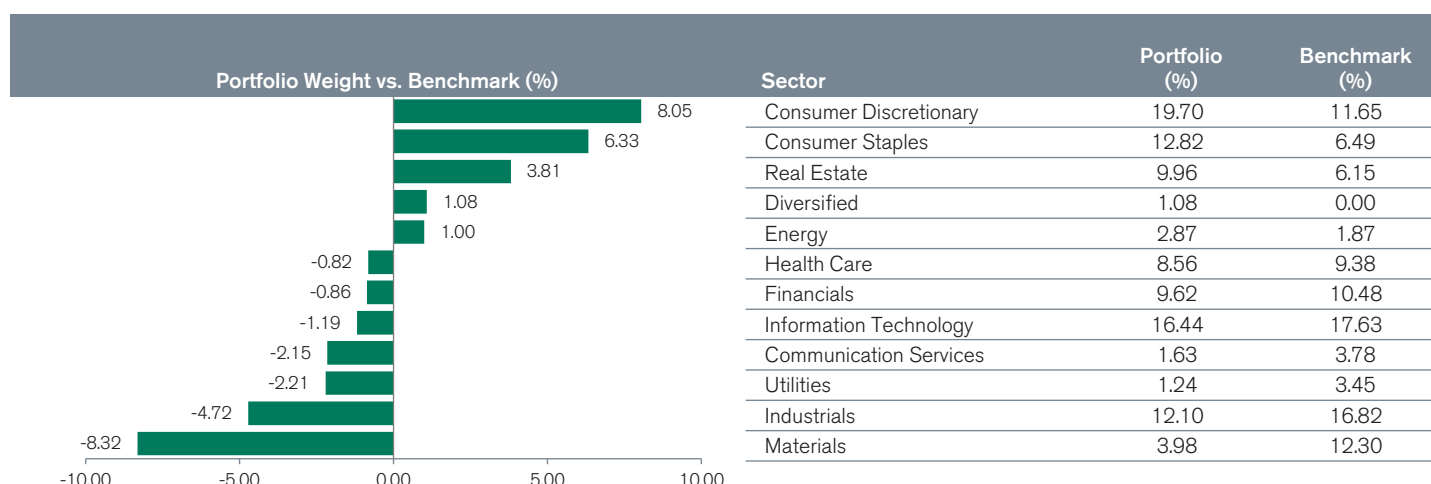 Portfolio Weight vs. Benchmark (%) Sector Portfolio (%) Benchmark (%)
8.05 Consumer Discretionary 19.70 11.65
6.33 Consumer Staples 12.82 6.49
3.81 Real Estate 9.96 6.15
1.08 Diversified 1.08 0.00
1.00 Energy 2.87 1.87
-0.82 Health Care 8.56 9.38
-0.86 Financials 9.62 10.48
-1.19 Information Technology 16.44 17.63
-2.15 Communication Services 1.63 3.78
-2.21 Utilities 1.24 3.45
-4.72 Industrials 12.10 16.82
-8.32 Materials 3.98 12.30
-10.00 -5.00 0.00 5.00 10.00